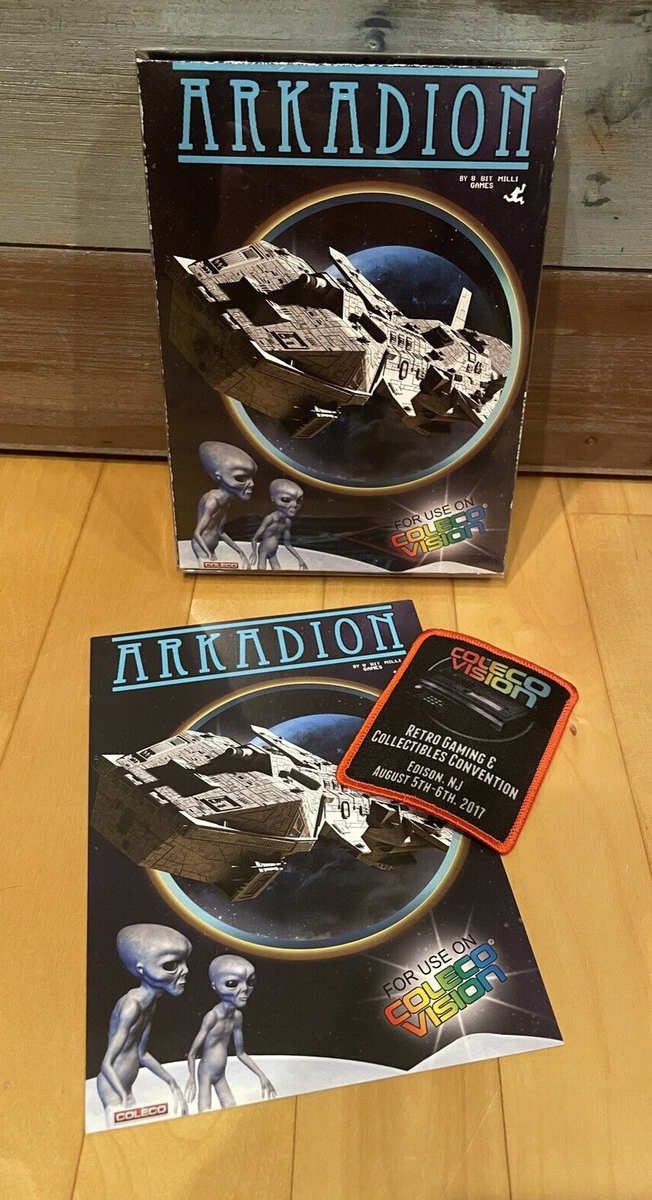 ARKADION
BY 8 BIT MILLI
GAMES
FOR USE ON
COLECO®
VISION
COLECO
ARKADION
BY 8 BIT MILLI
GAMES
COLECO
VISION
RETRO GAMING &
COLLECTIBLES CONVENTION
EDISON, NJ
AUGUST 5TH-6TH, 2017
FOR USE ON
COLECO®
VISION
COLECO